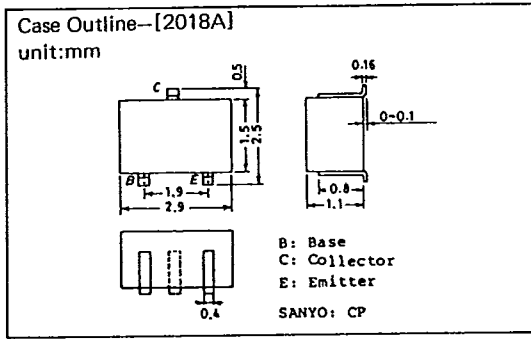 Case Outline—[2018A]
unit:mm
C
0.5
0.16
1.5
2.5
0-0.1
B
E
1.9
2.9
0.8
1.1
B: Base
C: Collector
E: Emitter
0.4
SANYO: CP